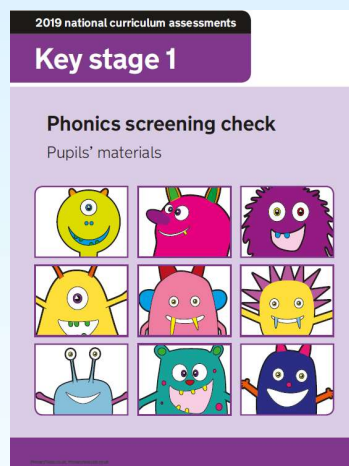 2019 national curriculum assessments
Key stage 1
Phonics screening check
Pupils' materials